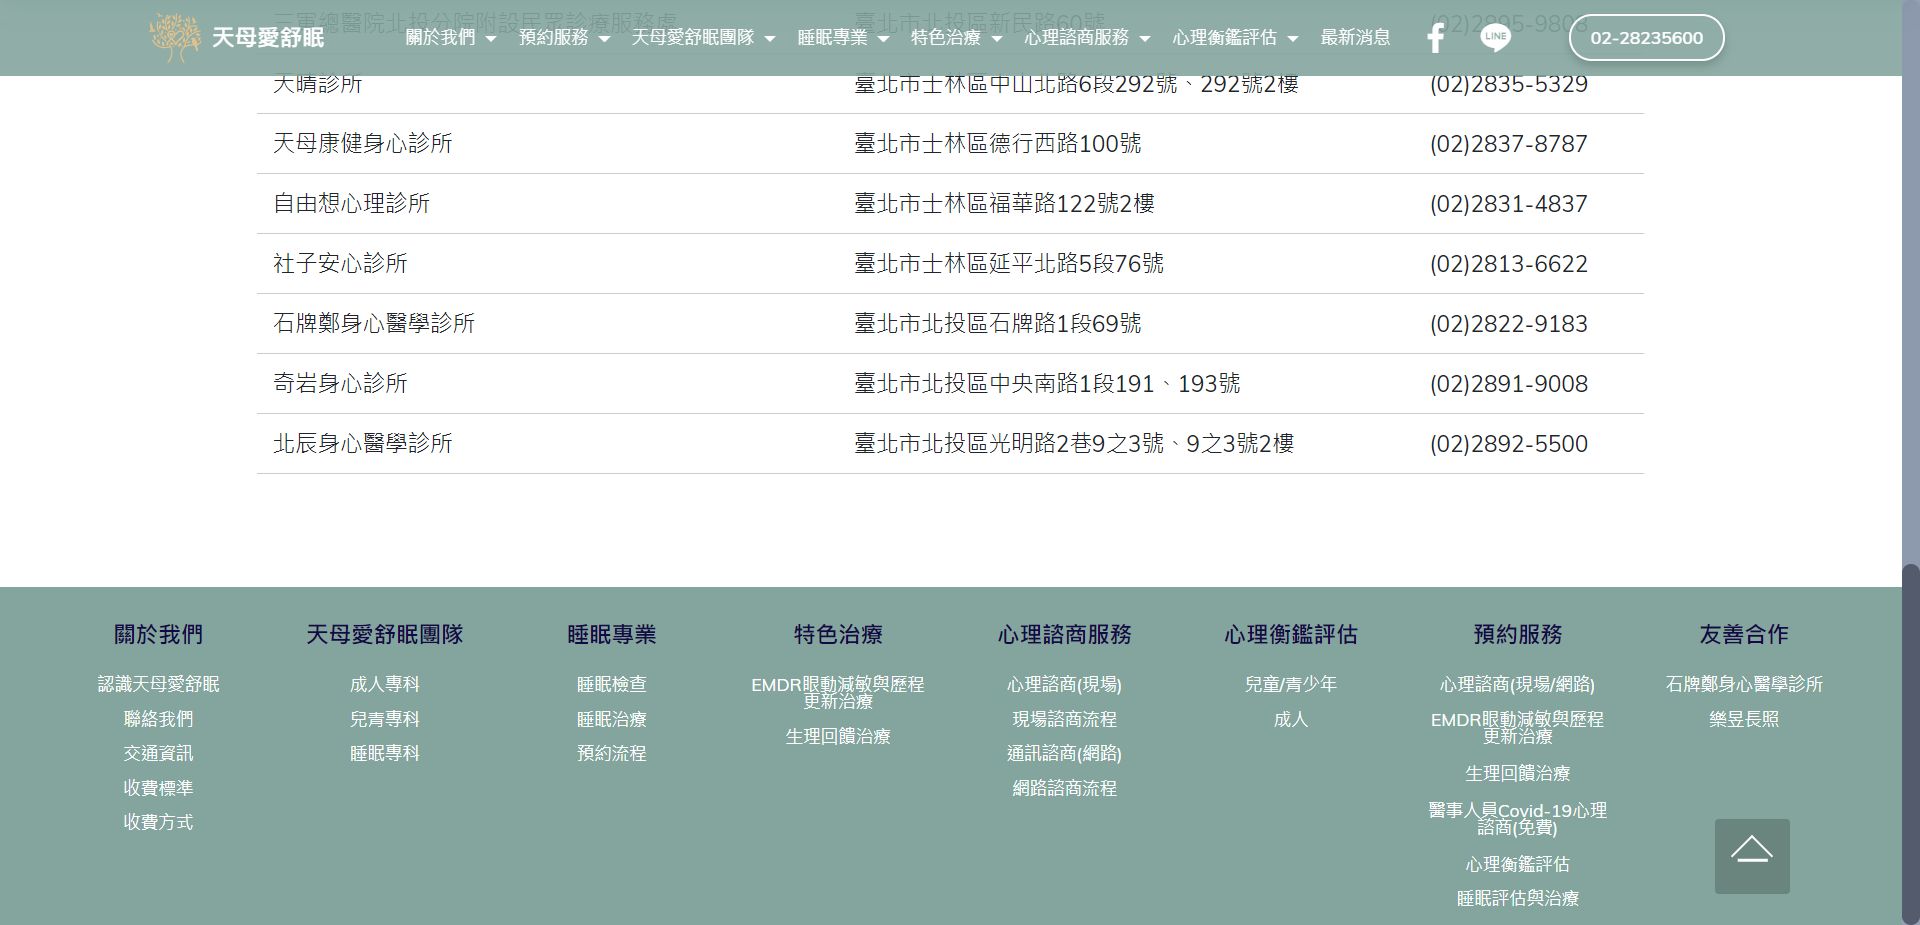 三軍總醫院北投分院附設民眾診療服務處 臺北市北投區新民路60號 (02)2895-9808
天母愛舒眠 關於我們 預約服務 天母愛舒眠團隊 睡眠專業 特色治療 心理諮商服務 心理衡鑑評估 最新消息 LINE 02-28235600
天晴診所 臺北市士林區中山北路6段292號、292號2樓 (02)2835-5329
天母康健身心診所 臺北市士林區德行西路100號 (02)2837-8787
自由想心理診所 臺北市士林區福華路122號2樓 (02)2831-4837
社子安心診所 臺北市士林區延平北路5段76號 (02)2813-6622
石牌鄭身心醫學診所 臺北市北投區石牌路1段69號 (02)2822-9183
奇岩身心診所 臺北市北投區中央南路1段191、193號 (02)2891-9008
北辰身心醫學診所 臺北市北投區光明路2巷9之3號、9之3號2樓 (02)2892-5500
關於我們
認識天母愛舒眠
聯絡我們
交通資訊
收費標準
收費方式
天母愛舒眠團隊
成人專科
兒青專科
睡眠專科
睡眠專業
睡眠檢查
睡眠治療
預約流程
特色治療
EMDR眼動減敏與歷程
更新治療
生理回饋治療
心理諮商服務
心理諮商(現場)
現場諮商流程
通訊諮商(網路)
網路諮商流程
心理衡鑑評估
兒童/青少年
成人
預約服務
心理諮商(現場/網路)
EMDR眼動減敏與歷程
更新治療
生理回饋治療
醫事人員Covid-19心理
諮商(免費)
心理衡鑑評估
睡眠評估與治療
友善合作
石牌鄭身心醫學診所
樂昱長照